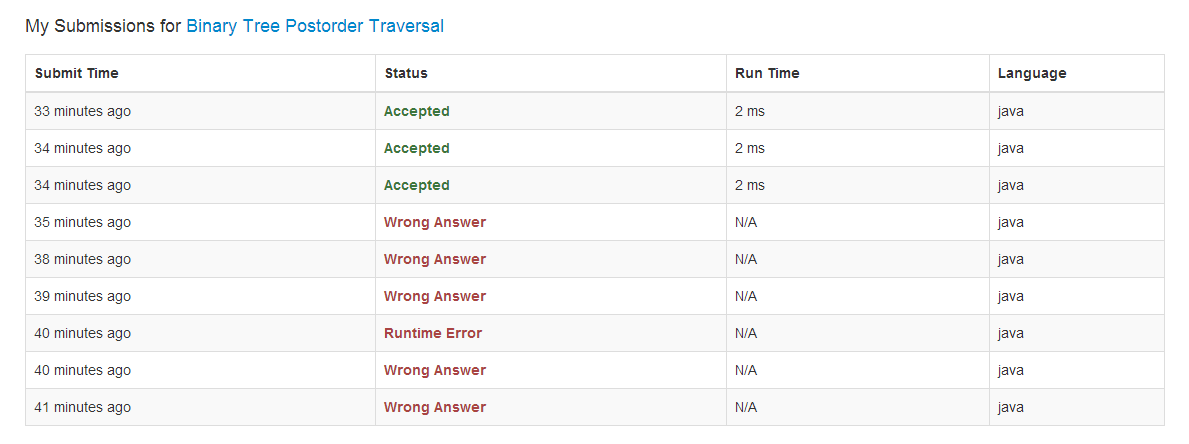 My Submissions for Binary Tree Postorder Traversal
Submit Time Status Run Time Language
33 minutes ago Accepted 2 ms java
34 minutes ago Accepted 2 ms java
34 minutes ago Accepted 2 ms java
35 minutes ago Wrong Answer N/A java
38 minutes ago Wrong Answer N/A java
39 minutes ago Wrong Answer N/A java
40 minutes ago Runtime Error N/A java
40 minutes ago Wrong Answer N/A java
41 minutes ago Wrong Answer N/A java